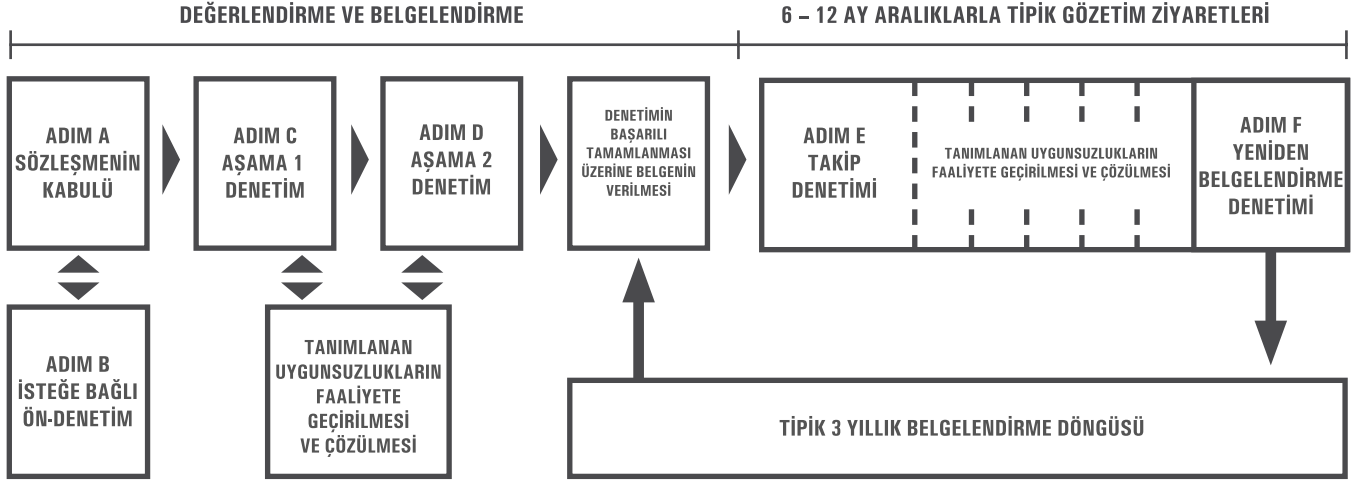 DEĞERLENDİRME VE BELGELENDİRME
6 – 12 AY ARALIKLARLA TİPİK GÖZETİM ZİYARETLERİ
ADIM A
SÖZLEŞMENİN
KABULÜ
ADIM C
AŞAMA 1
DENETİM
ADIM D
AŞAMA 2
DENETİM
DENETİMİN
BAŞARILI
TAMAMLANMASI
ÜZERİNE BELGENİN
VERİLMESİ
ADIM E
TAKİP
DENETİMİ
TANIMLANAN UYGUNSUZLUKLARIN
FAALİYETE GEÇİRİLMESİ VE ÇÖZÜLMESİ
ADIM F
YENİDEN
BELGELENDİRME
DENETİMİ
ADIM B
İSTEĞE BAĞLI
ÖN-DENETİM
TANIMLANAN
UYGUNSUZLUKLARIN
FAALİYETE
GEÇİRİLMESİ
VE ÇÖZÜLMESİ
TİPİK 3 YILLIK BELGELENDİRME DÖNGÜSÜ